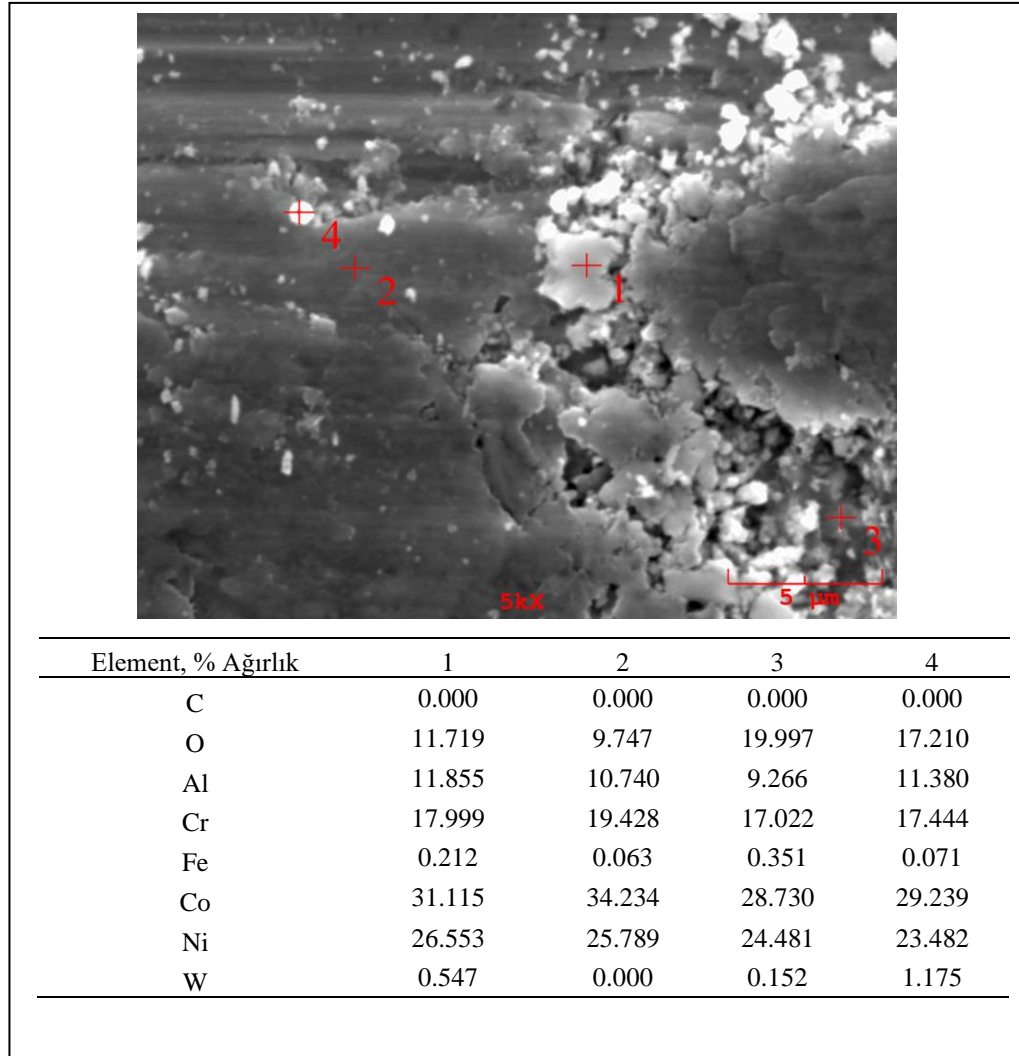 4
2
1
3
5kX
5 µm
Element, % Ağırlık 1 2 3 4
C 0.000 0.000 0.000 0.000
O 11.719 9.747 19.997 17.210
Al 11.855 10.740 9.266 11.380
Cr 17.999 19.428 17.022 17.444
Fe 0.212 0.063 0.351 0.071
Co 31.115 34.234 28.730 29.239
Ni 26.553 25.789 24.481 23.482
W 0.547 0.000 0.152 1.175